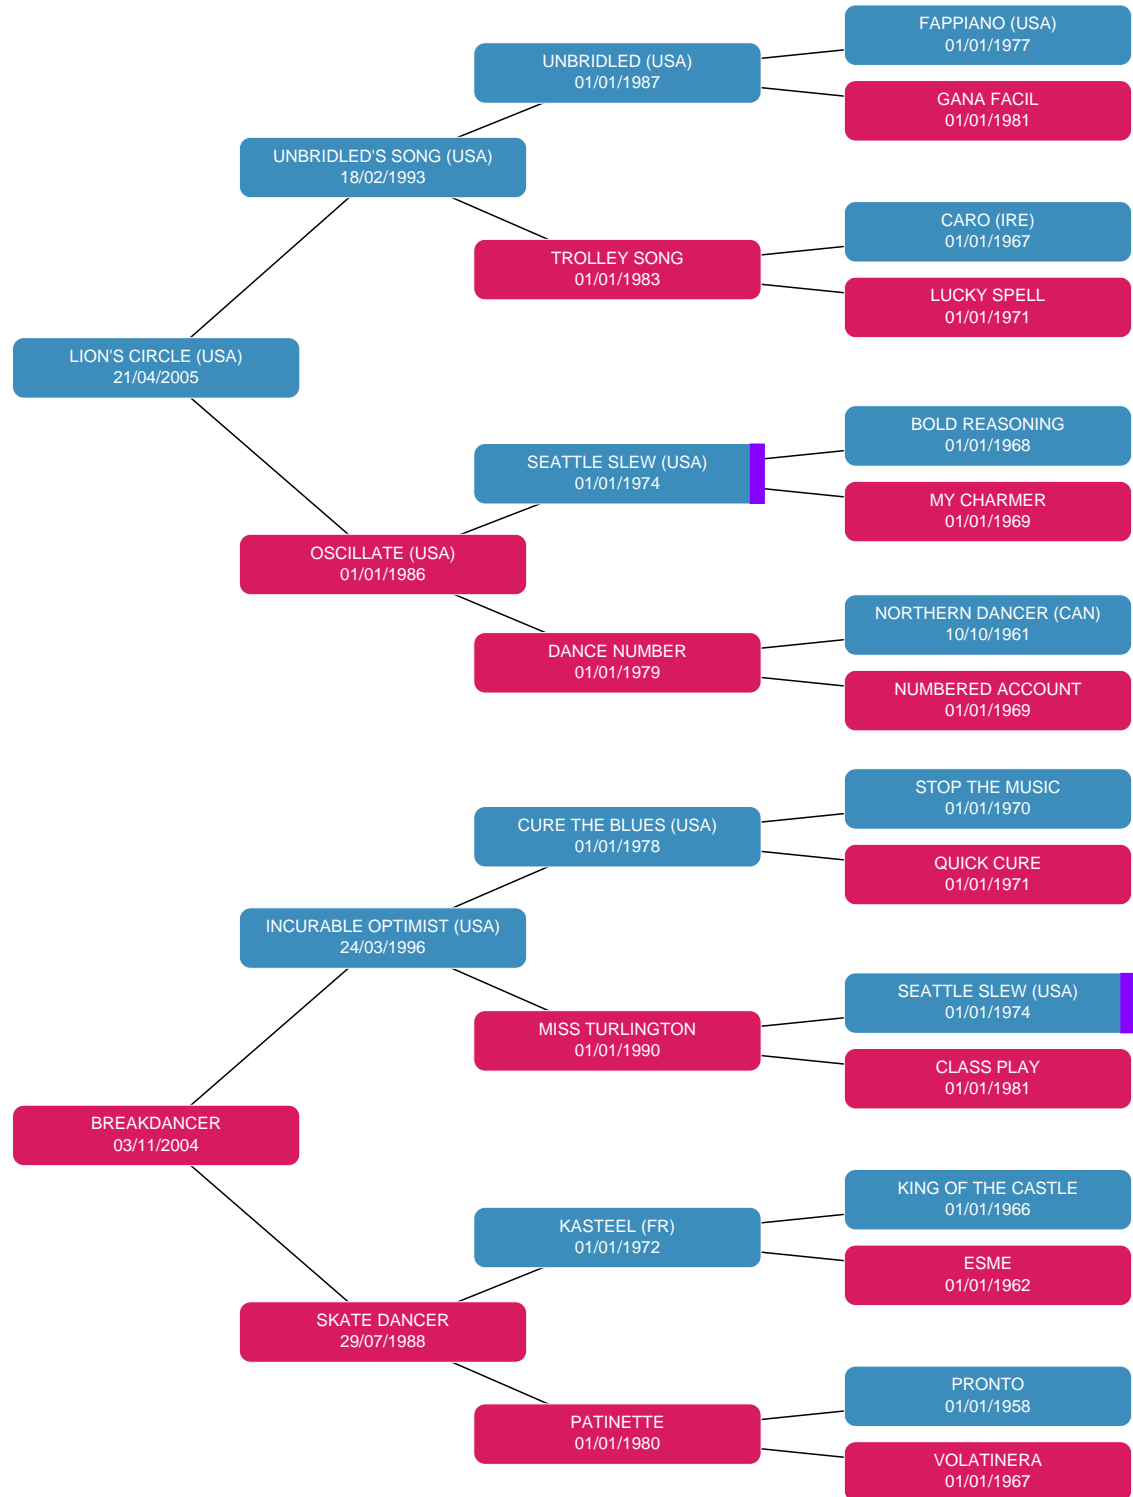 FAPPIANO (USA)
01/01/1977
UNBRIDLED (USA)
01/01/1987
GANA FACIL
01/01/1981
UNBRIDLED'S SONG (USA)
18/02/1993
CARO (IRE)
01/01/1967
TROLLEY SONG
01/01/1983
LUCKY SPELL
01/01/1971
LION'S CIRCLE (USA)
21/04/2005
BOLD REASONING
01/01/1968
SEATTLE SLEW (USA)
01/01/1974
MY CHARMER
01/01/1969
OSCILLATE (USA)
01/01/1986
NORTHERN DANCER (CAN)
10/10/1961
DANCE NUMBER
01/01/1979
NUMBERED ACCOUNT
01/01/1969
STOP THE MUSIC
01/01/1970
CURE THE BLUES (USA)
01/01/1978
QUICK CURE
01/01/1971
INCURABLE OPTIMIST (USA)
24/03/1996
SEATTLE SLEW (USA)
01/01/1974
MISS TURLINGTON
01/01/1990
CLASS PLAY
01/01/1981
BREAKDANCER
03/11/2004
KING OF THE CASTLE
01/01/1966
KASTEEL (FR)
01/01/1972
ESME
01/01/1962
SKATE DANCER
29/07/1988
PRONTO
01/01/1958
PATINETTE
01/01/1980
VOLATINERA
01/01/1967